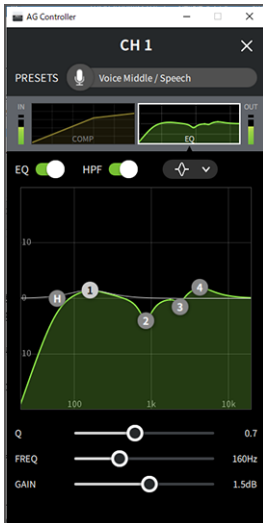 AG Controller
CH 1
PRESETS Voice Middle / Speech
IN OUT
COMP EQ
EQ HPF
10
0 H 1 2 3 4 0
10
100 1k 10k
Q 0.7
FREQ 160Hz
GAIN 1.5dB